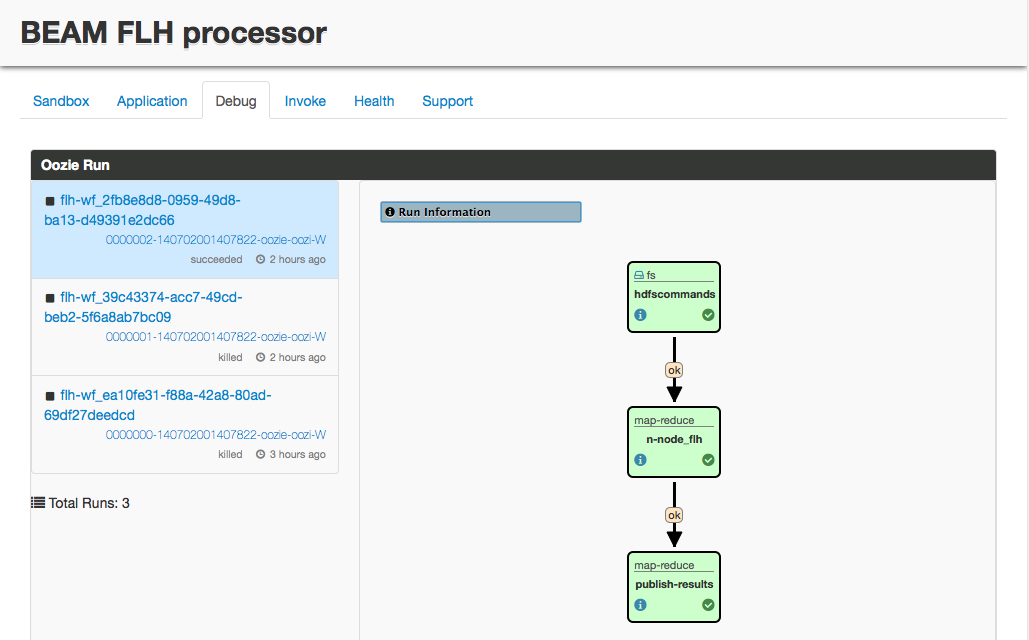 BEAM FLH processor
Sandbox Application Debug Invoke Health Support
Oozie Run
flh-wf_2fb8e8d8-0959-49d8-
ba13-d49391e2dc66
0000002-140702001407822-oozie-oozi-W
succeeded 2 hours ago
flh-wf_39c43374-acc7-49cd-
beb2-5f6a8ab7bc09
0000001-140702001407822-oozie-oozi-W
killed 2 hours ago
flh-wf_ea10fe31-f88a-42a8-80ad-
69df27deedcd
0000000-140702001407822-oozie-oozi-W
killed 3 hours ago
Total Runs: 3
Run Information
fs
hdfscommands
ok
map-reduce
n-node_flh
ok
map-reduce
publish-results